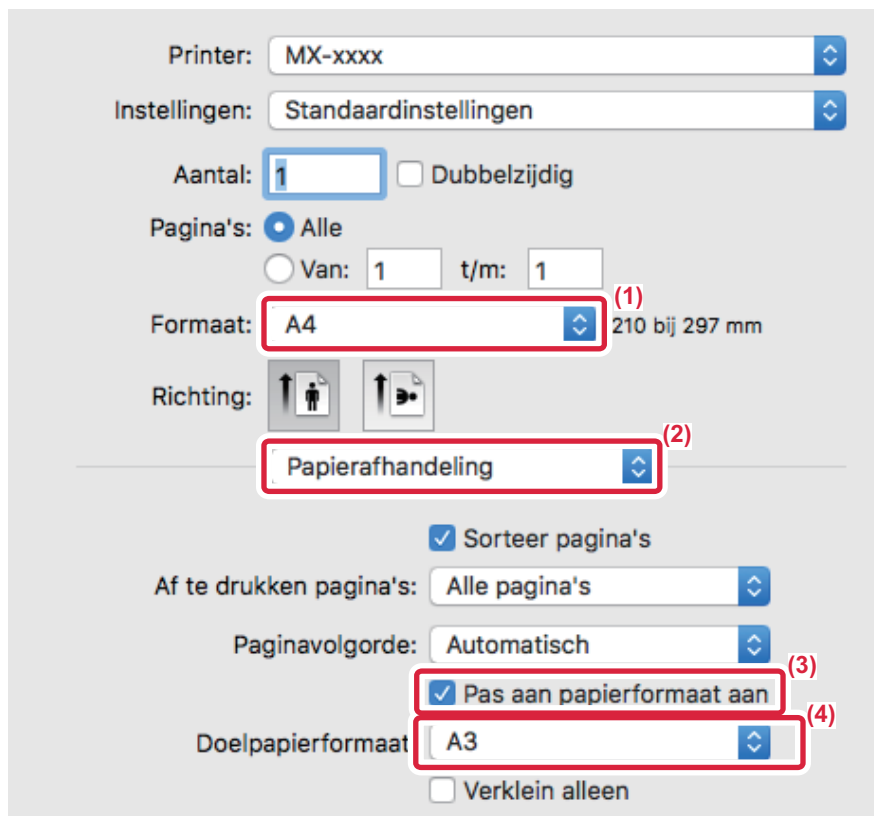 Printer: MX-xxxx
Instellingen: Standaardinstellingen
Aantal: 1 Dubbelzijdig
Pagina's: Alle
Van: 1 t/m: 1
(1)
Formaat: A4 210 bij 297 mm
Richting:
(2)
Papierafhandeling
Sorteer pagina's
Af te drukken pagina's: Alle pagina's
Paginavolgorde: Automatisch
(3)
Pas aan papierformaat aan
(4)
Doelpapierformaat A3
Verklein alleen